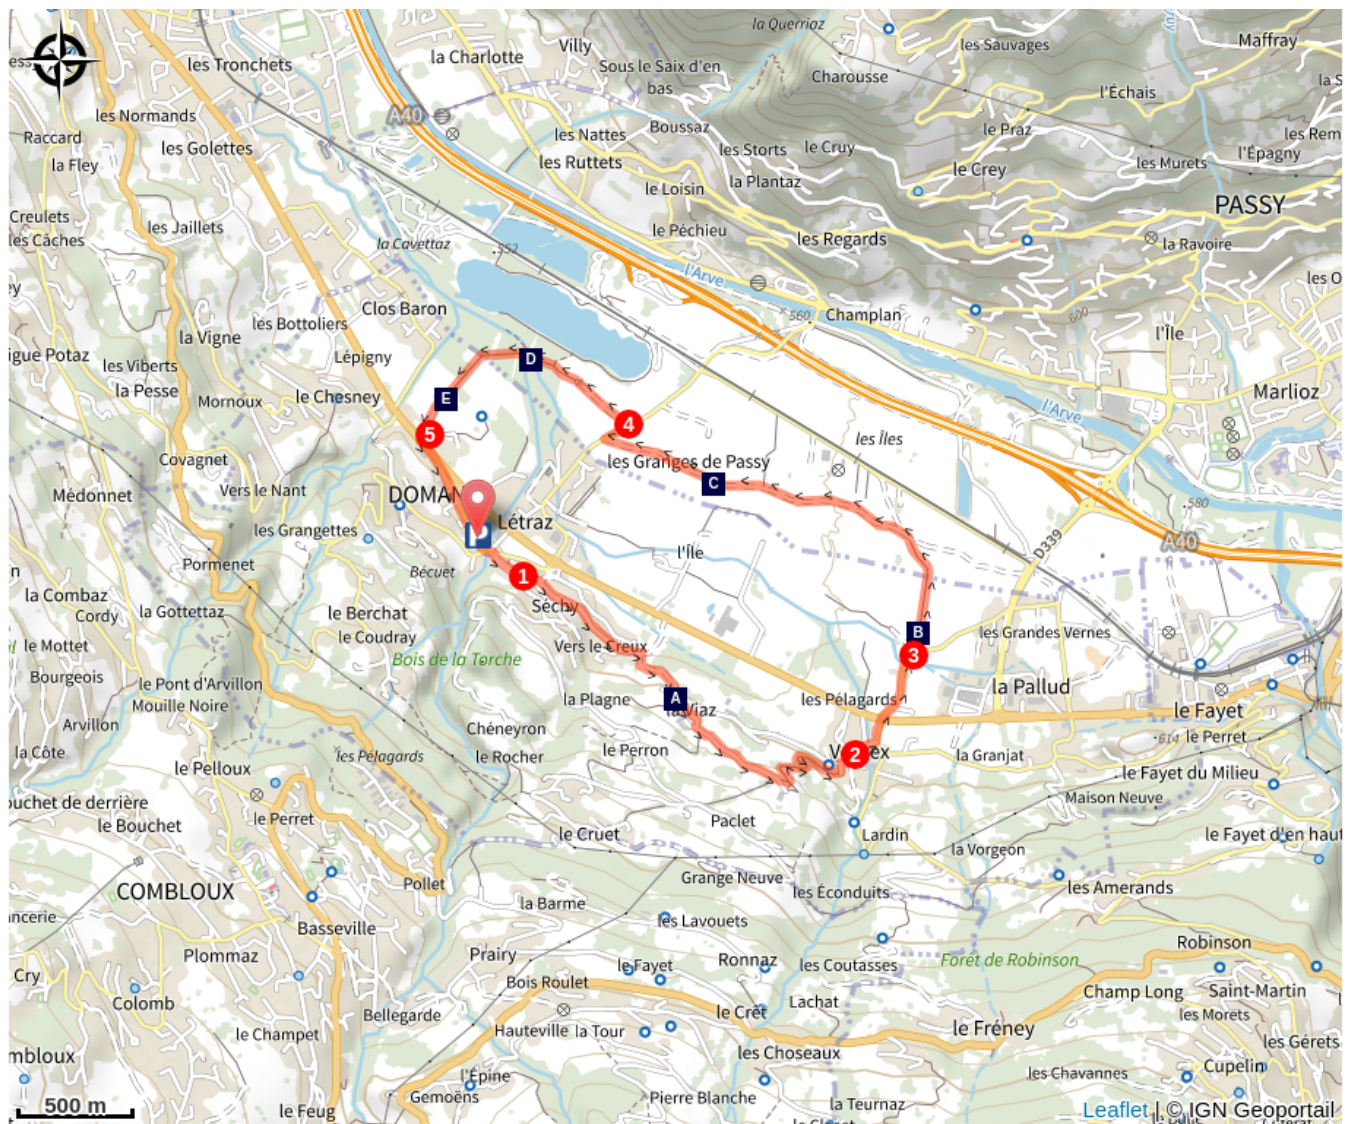 la Querriaz
les Sauvages
Maffray
Villy
la Charlotte
les Tronchets
Sous le Saix d'en
bas
Charousse
l'Échais
les Normands
A40
Raccard
la Fley
les Golettes
les Nattes
Boussaz
les Ruttets
les Storts
le Cruy
le Praz
les Rem
l'Épagny
les Murets
le Crey
la Plantaz
le Loisin
Creulets
les Câches
les Jaillets
PASSY
le Péchieu
les Regards
la Ravoire
la Cavettaz
552
l'Arve
les O
Clos Baron
560
Champlan
600
l'Île
les Bottoliers
la Vigne
igue Potaz
les Viberts
la Pesse
Lépigny
D
Marlioz
Mornoux
le Chesney
E
l'Arve
4
5
les Îles
Covagnet
les Granges de Passy
C
Médonnet
Vers le Nant
DOMAN
580
Létraz
P
les Grangettes
D339
A40
l'Île
Pormenet
Bécuet
1
la Combaz
Cordy
la Gottettaz
le Berchat
Séchy
B
les Grandes Vernes
le Coudray
le Mottet
Vers le Creux
3
Bois de la Torche
Bourgeois
le Pont d'Arvillon
Mouille Noire
la Plagne
A
la Viaz
les Pélagards
la Pallud
le Fayet
Arvillon
Chéneyron
614
le Perret
la Côte
les Pélagards
le Rocher
le Perron
2
la Granjat
le Pelloux
le Fayet du Milieu
ouchet de derrière
Maison Neuve
le Bouchet
le Perret
le Cruet
Paclet
Lardin
la Vorgeon
le Fayet d'en haut
COMBLOUX
Pollet
Grange Neuve
les Éconduits
les Amerands
ancerie
la Barme
les Lavouets
Basseville
Robinson
Plommaz
Prairy
le Fayet
Ronnaz
les Coutasses
Forêt de Robinson
Cry
Bois Roulet
Champ Long
Saint-Martin
Colomb
Lachat
les Morets
Bellegarde
le Crêt
le Champet
Hauteville
la Tour
le Fréney
les Gérets
mbloux
les Choseaux
Cupelin
l'Épine
les Chavannes
Gemoëns
Pierre Blanche
la Teurnaz
500 m
le Feug
Leaflet | © IGN Geoportail